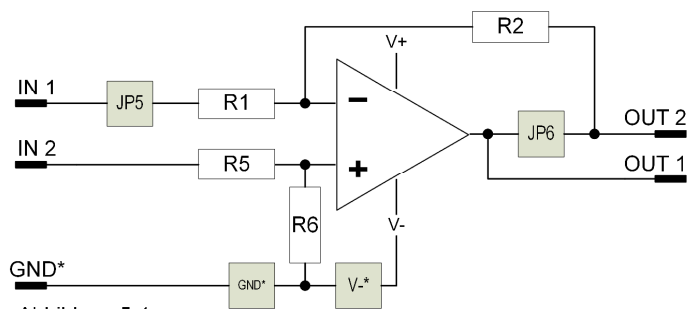 R2
V+
IN 1
JP5
R1
JP6
OUT 2
IN 2
R5
OUT 1
R6
V-
GND*
GND*
V-*